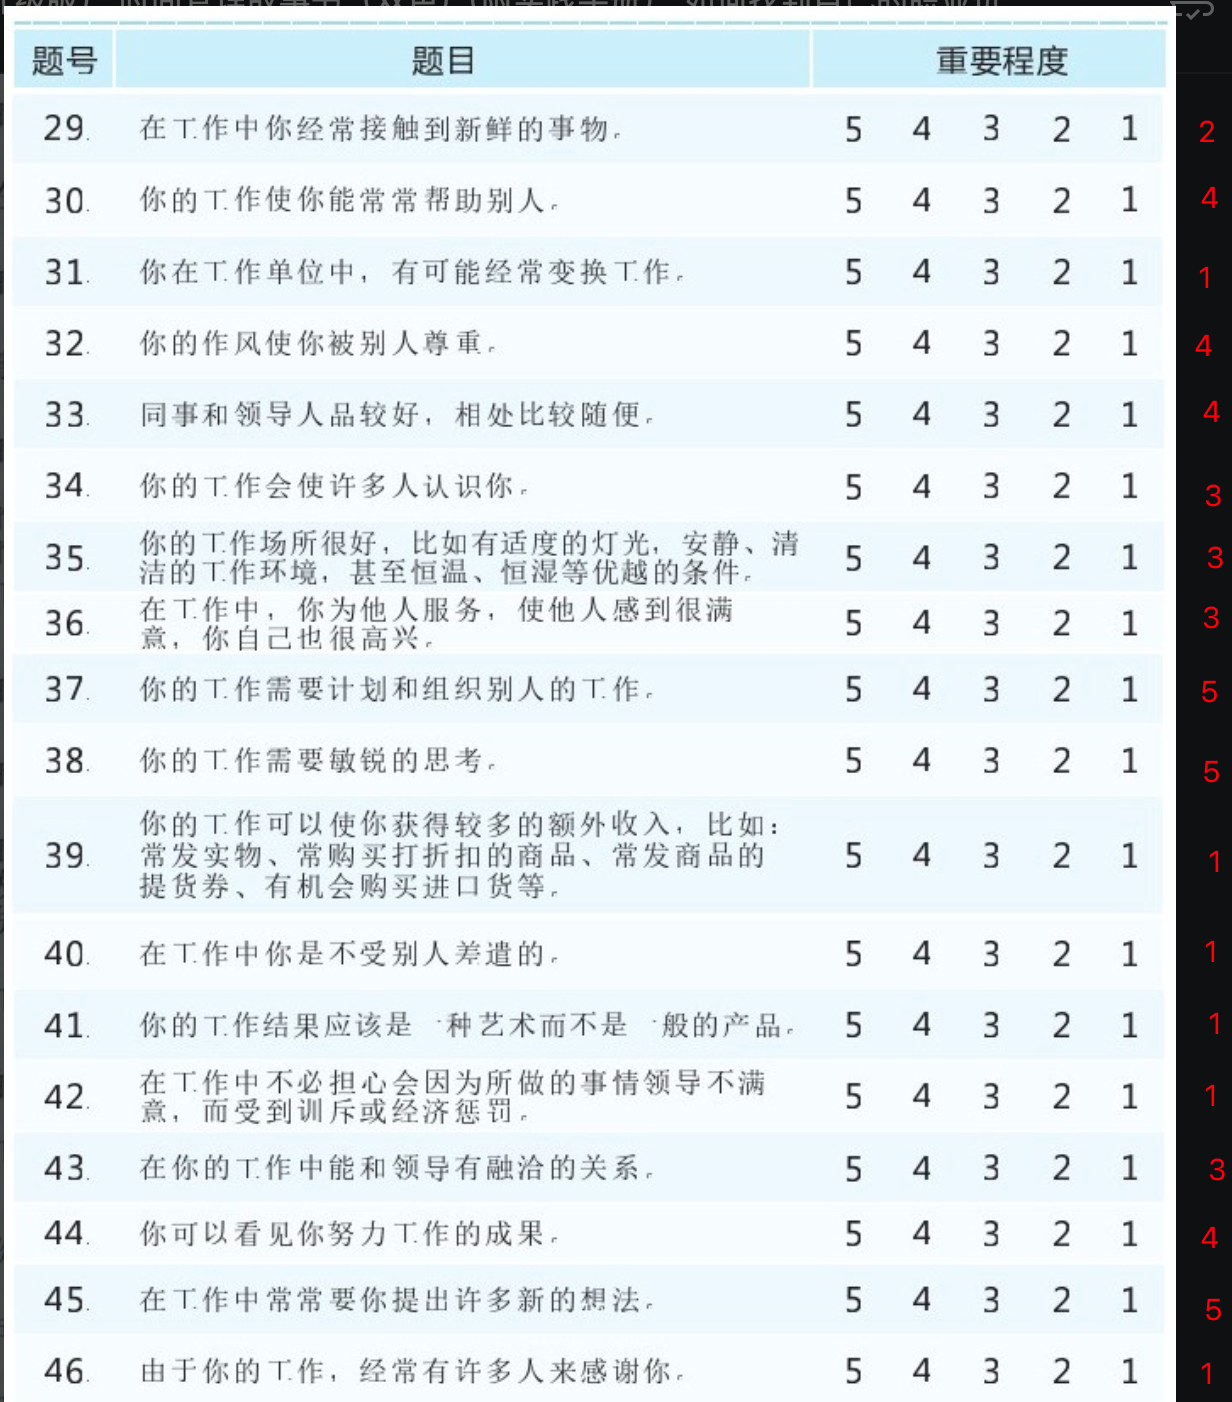 题号 题目 重要程度
29. 在工作中你经常接触到新鲜的事物。 5 4 3 2 1 2
30. 你的工作使你能常常帮助别人。 5 4 3 2 1 4
31. 你在工作单位中，有可能经常变换工作。 5 4 3 2 1 1
32. 你的作风使你被别人尊重。 5 4 3 2 1 4
33. 同事和领导人品较好，相处比较随便。 5 4 3 2 1 4
34. 你的工作会使许多人认识你。 5 4 3 2 1 3
35. 你的工作场所很好，比如有适度的灯光，安静、清
洁的工作环境，甚至恒温、恒湿等优越的条件。 5 4 3 2 1 3
36. 在工作中，你为他人服务，使他人感到很满
意，你自己也很高兴。 5 4 3 2 1 3
37. 你的工作需要计划和组织别人的工作。 5 4 3 2 1 5
38. 你的工作需要敏锐的思考。 5 4 3 2 1 5
39. 你的工作可以使你获得较多的额外收入，比如：
常发实物、常购买打折扣的商品、常发商品的
提货券、有机会购买进口货等。 5 4 3 2 1 1
40. 在工作中你是不受别人差遣的。 5 4 3 2 1 1
41. 你的工作结果应该是一种艺术而不是一般的产品。 5 4 3 2 1 1
42. 在工作中不必担心会因为所做的事情领导不满
意，而受到训斥或经济惩罚。 5 4 3 2 1 1
43. 在你的工作中能和领导有融洽的关系。 5 4 3 2 1 3
44. 你可以看见你努力工作的成果。 5 4 3 2 1 4
45. 在工作中常常要你提出许多新的想法。 5 4 3 2 1 5
46. 由于你的工作，经常有许多人来感谢你。 5 4 3 2 1 1